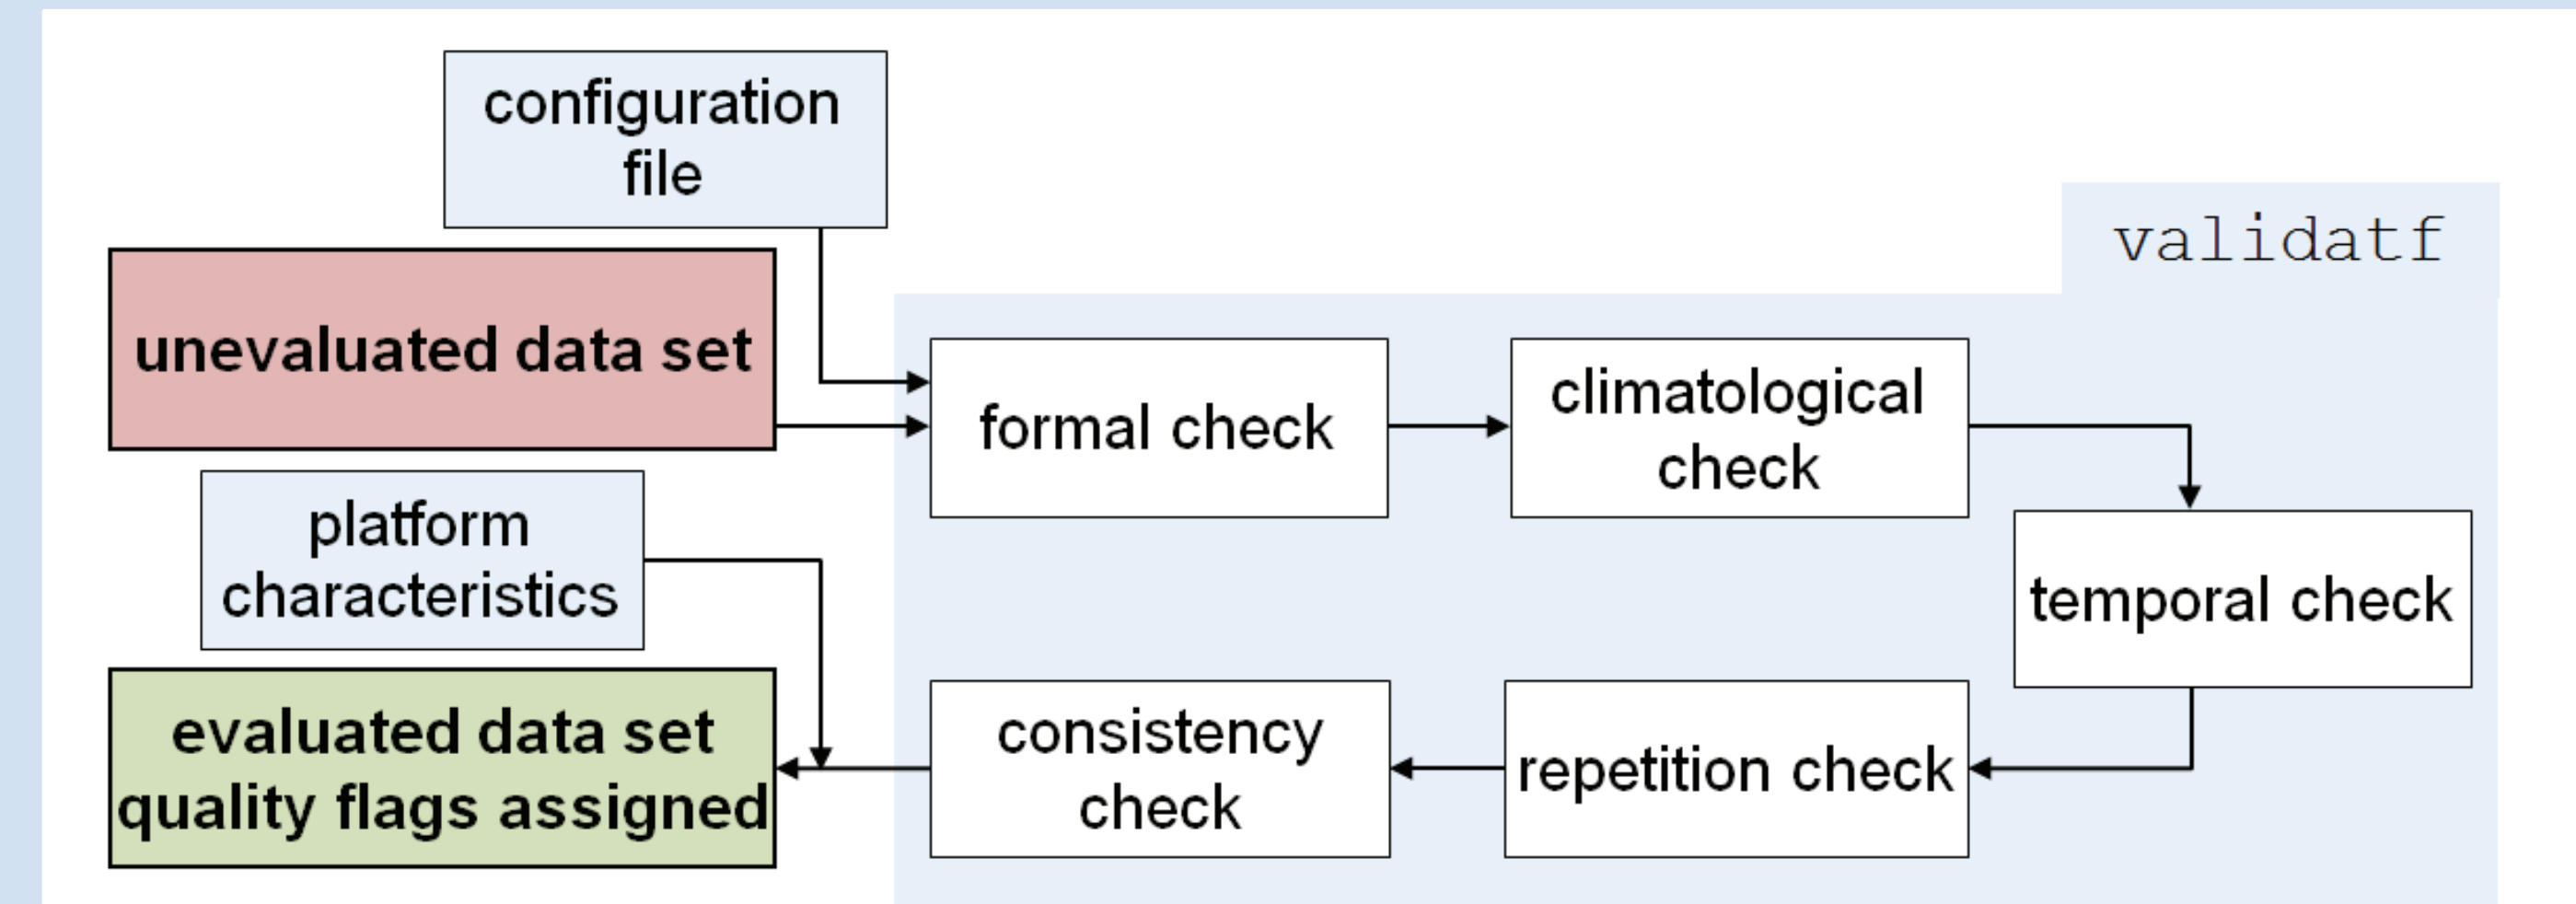 configuration
file
validatf
unevaluated data set
formal check
climatological
check
platform
characteristics
temporal check
evaluated data set
quality flags assigned
consistency
check
repetition check